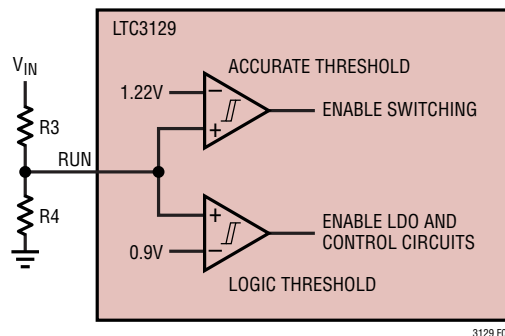 LTC3129
ACCURATE THRESHOLD
VIN
1.22V
−
ENABLE SWITCHING
+
R3
RUN
R4
+
ENABLE LDO AND
CONTROL CIRCUITS
0.9V
−
LOGIC THRESHOLD